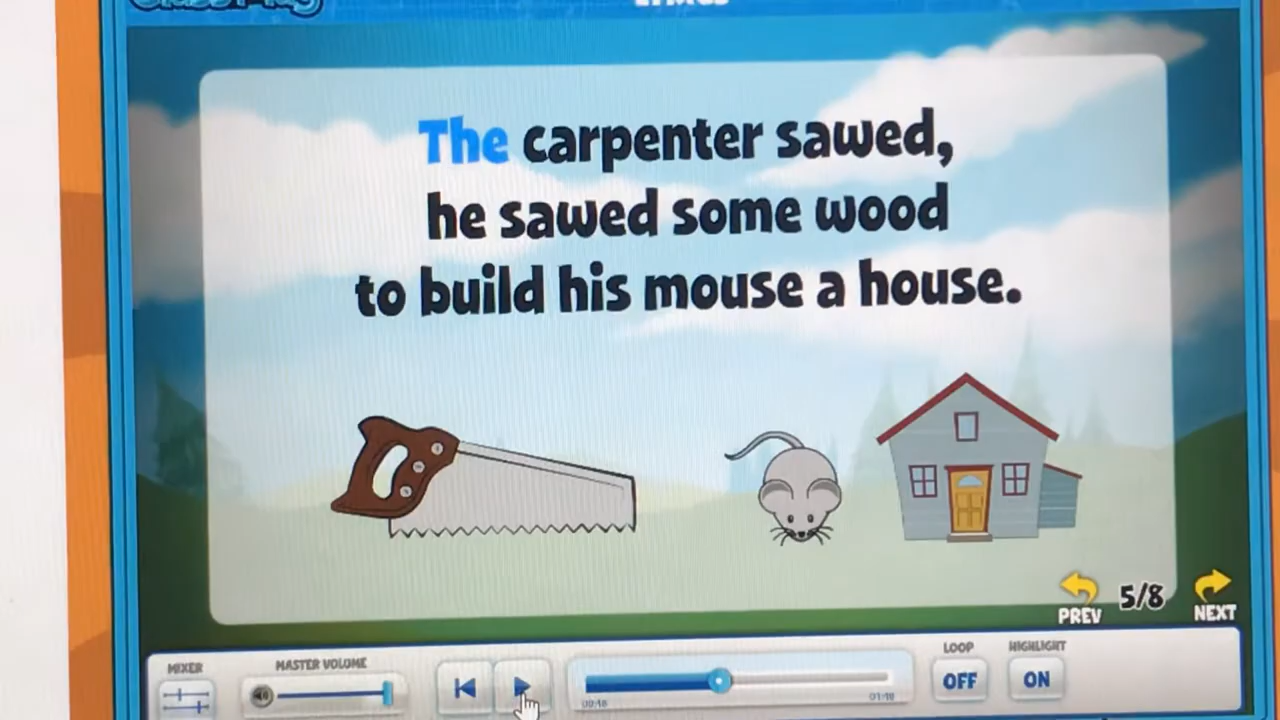 The carpenter sawed,
he sawed some wood
to build his mouse a house.
PREV 5/8 NEXT
MIXER
MASTER VOLUME
LOOP
HIGHLIGHT
OFF
ON